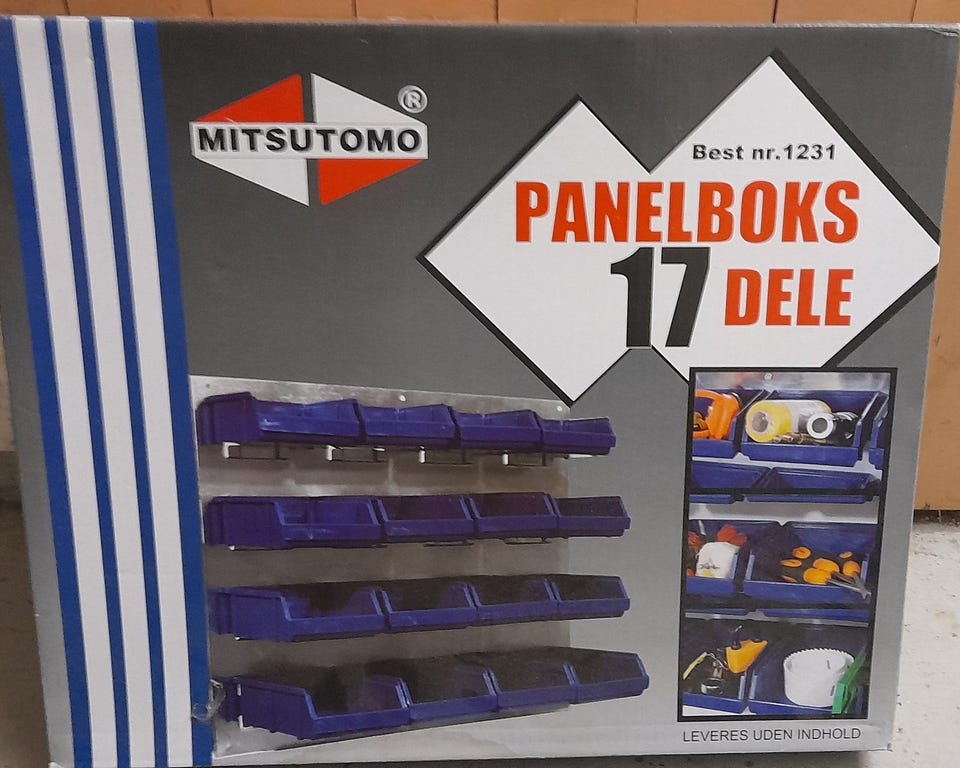 MITSUTOMO ®
Best nr.1231
PANELBOKS
17 DELE
LEVERES UDEN INDHOLD